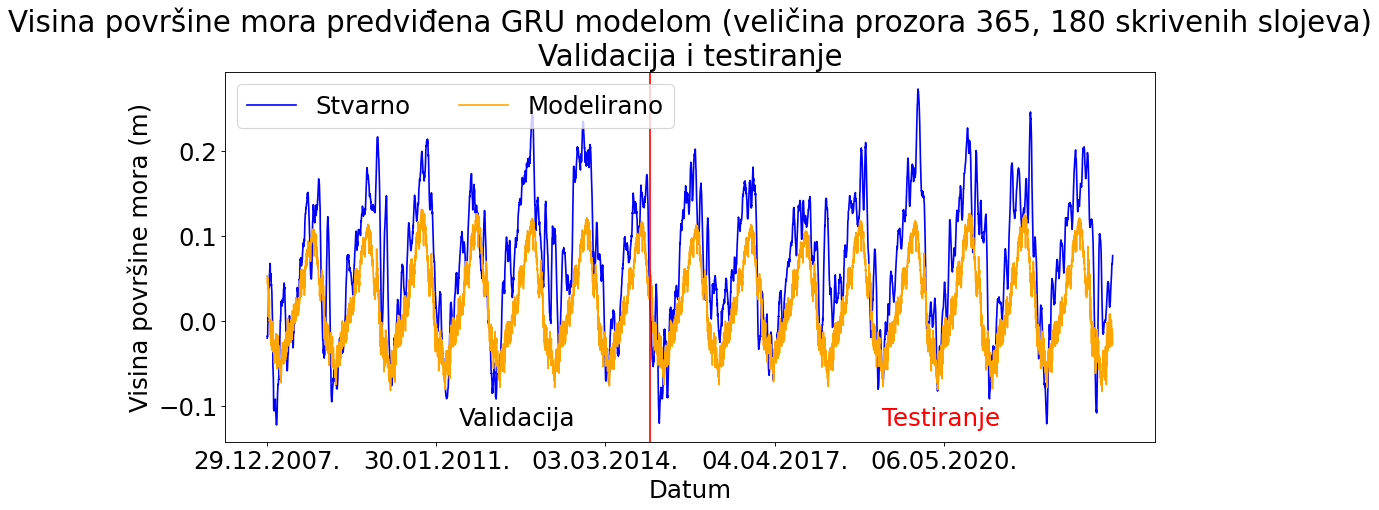 Visina površine mora predviđena GRU modelom (veličina prozora 365, 180 skrivenih slojeva)
Validacija i testiranje
Stvarno
Modelirano
Visina površine mora (m)
0.2
0.1
0.0
−0.1
Validacija
Testiranje
29.12.2007.
30.01.2011.
03.03.2014.
04.04.2017.
06.05.2020.
Datum